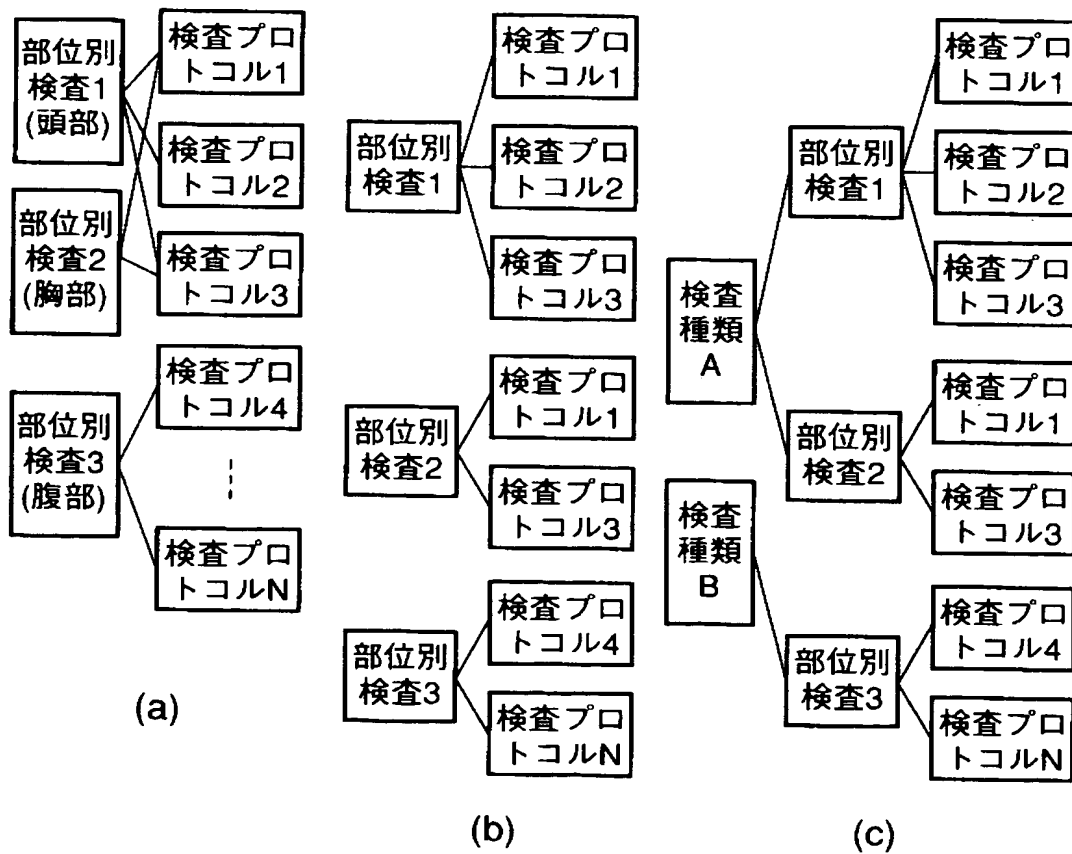 部位別
検査1
(頭部)
部位別
検査2
(胸部)
部位別
検査3
(腹部)
検査プロ
トコル1
検査プロ
トコル2
検査プロ
トコル3
検査プロ
トコル4
検査プロ
トコルN
(a)
部位別
検査1
検査プロ
トコル1
検査プロ
トコル2
検査プロ
トコル3
部位別
検査2
検査プロ
トコル1
検査プロ
トコル3
部位別
検査3
検査プロ
トコル4
検査プロ
トコルN
(b)
検査
種類
A
部位別
検査1
検査プロ
トコル1
検査プロ
トコル2
検査プロ
トコル3
部位別
検査2
検査プロ
トコル1
検査プロ
トコル3
検査
種類
B
部位別
検査3
検査プロ
トコル4
検査プロ
トコルN
(c)